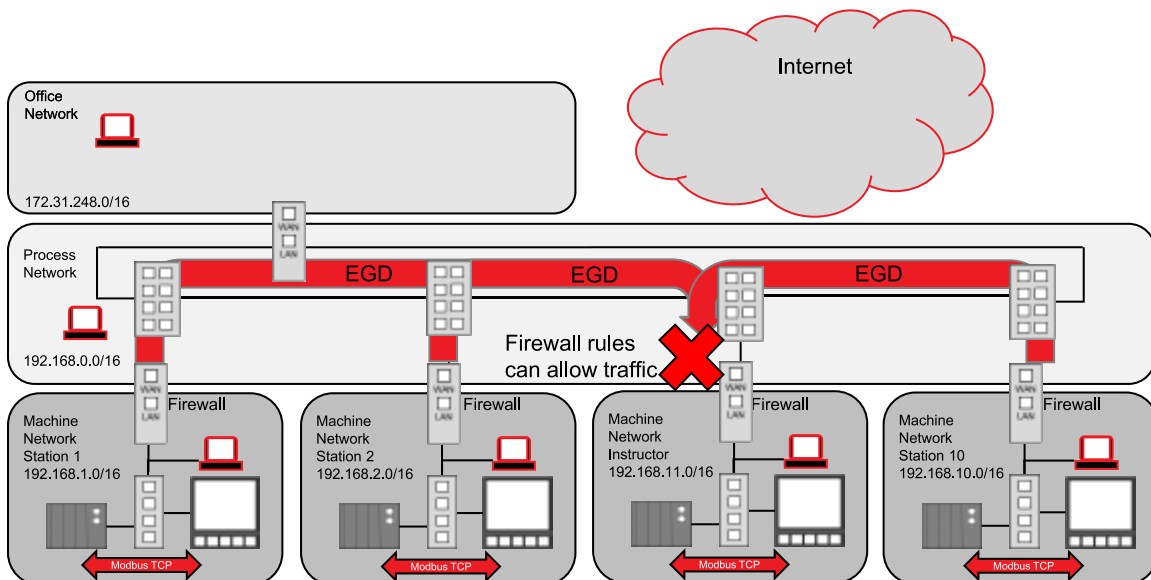 Internet
Office
Network
172.31.248.0/16
WAN
LAN
Process
Network
192.168.0.0/16
EGD
EGD
EGD
Firewall rules
can allow traffic
WAN
LAN
Firewall
Machine
Network
Station 1
192.168.1.0/16
Modbus TCP
WAN
LAN
Firewall
Machine
Network
Station 2
192.168.2.0/16
Modbus TCP
WAN
LAN
Firewall
Machine
Network
Instructor
192.168.11.0/16
Modbus TCP
WAN
LAN
Firewall
Machine
Network
Station 10
192.168.10.0/16
Modbus TCP